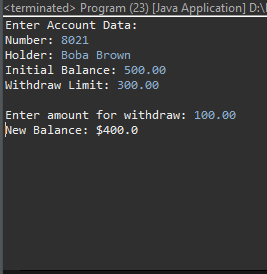 <terminated> Program (23) [Java Application] D:\
Enter Account Data:
Number: 8021
Holder: Boba Brown
Initial Balance: 500.00
Withdraw Limit: 300.00

Enter amount for withdraw: 100.00
New Balance: $400.0